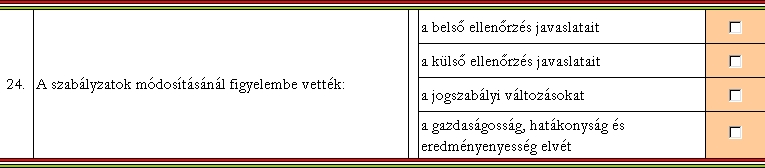 24. A szabályzatok módosításánál figyelembe vették:
a belső ellenőrzés javaslatait
a külső ellenőrzés javaslatait
a jogszabályi változásokat
a gazdaságosság, hatákonyság és
eredményenyesség elvét